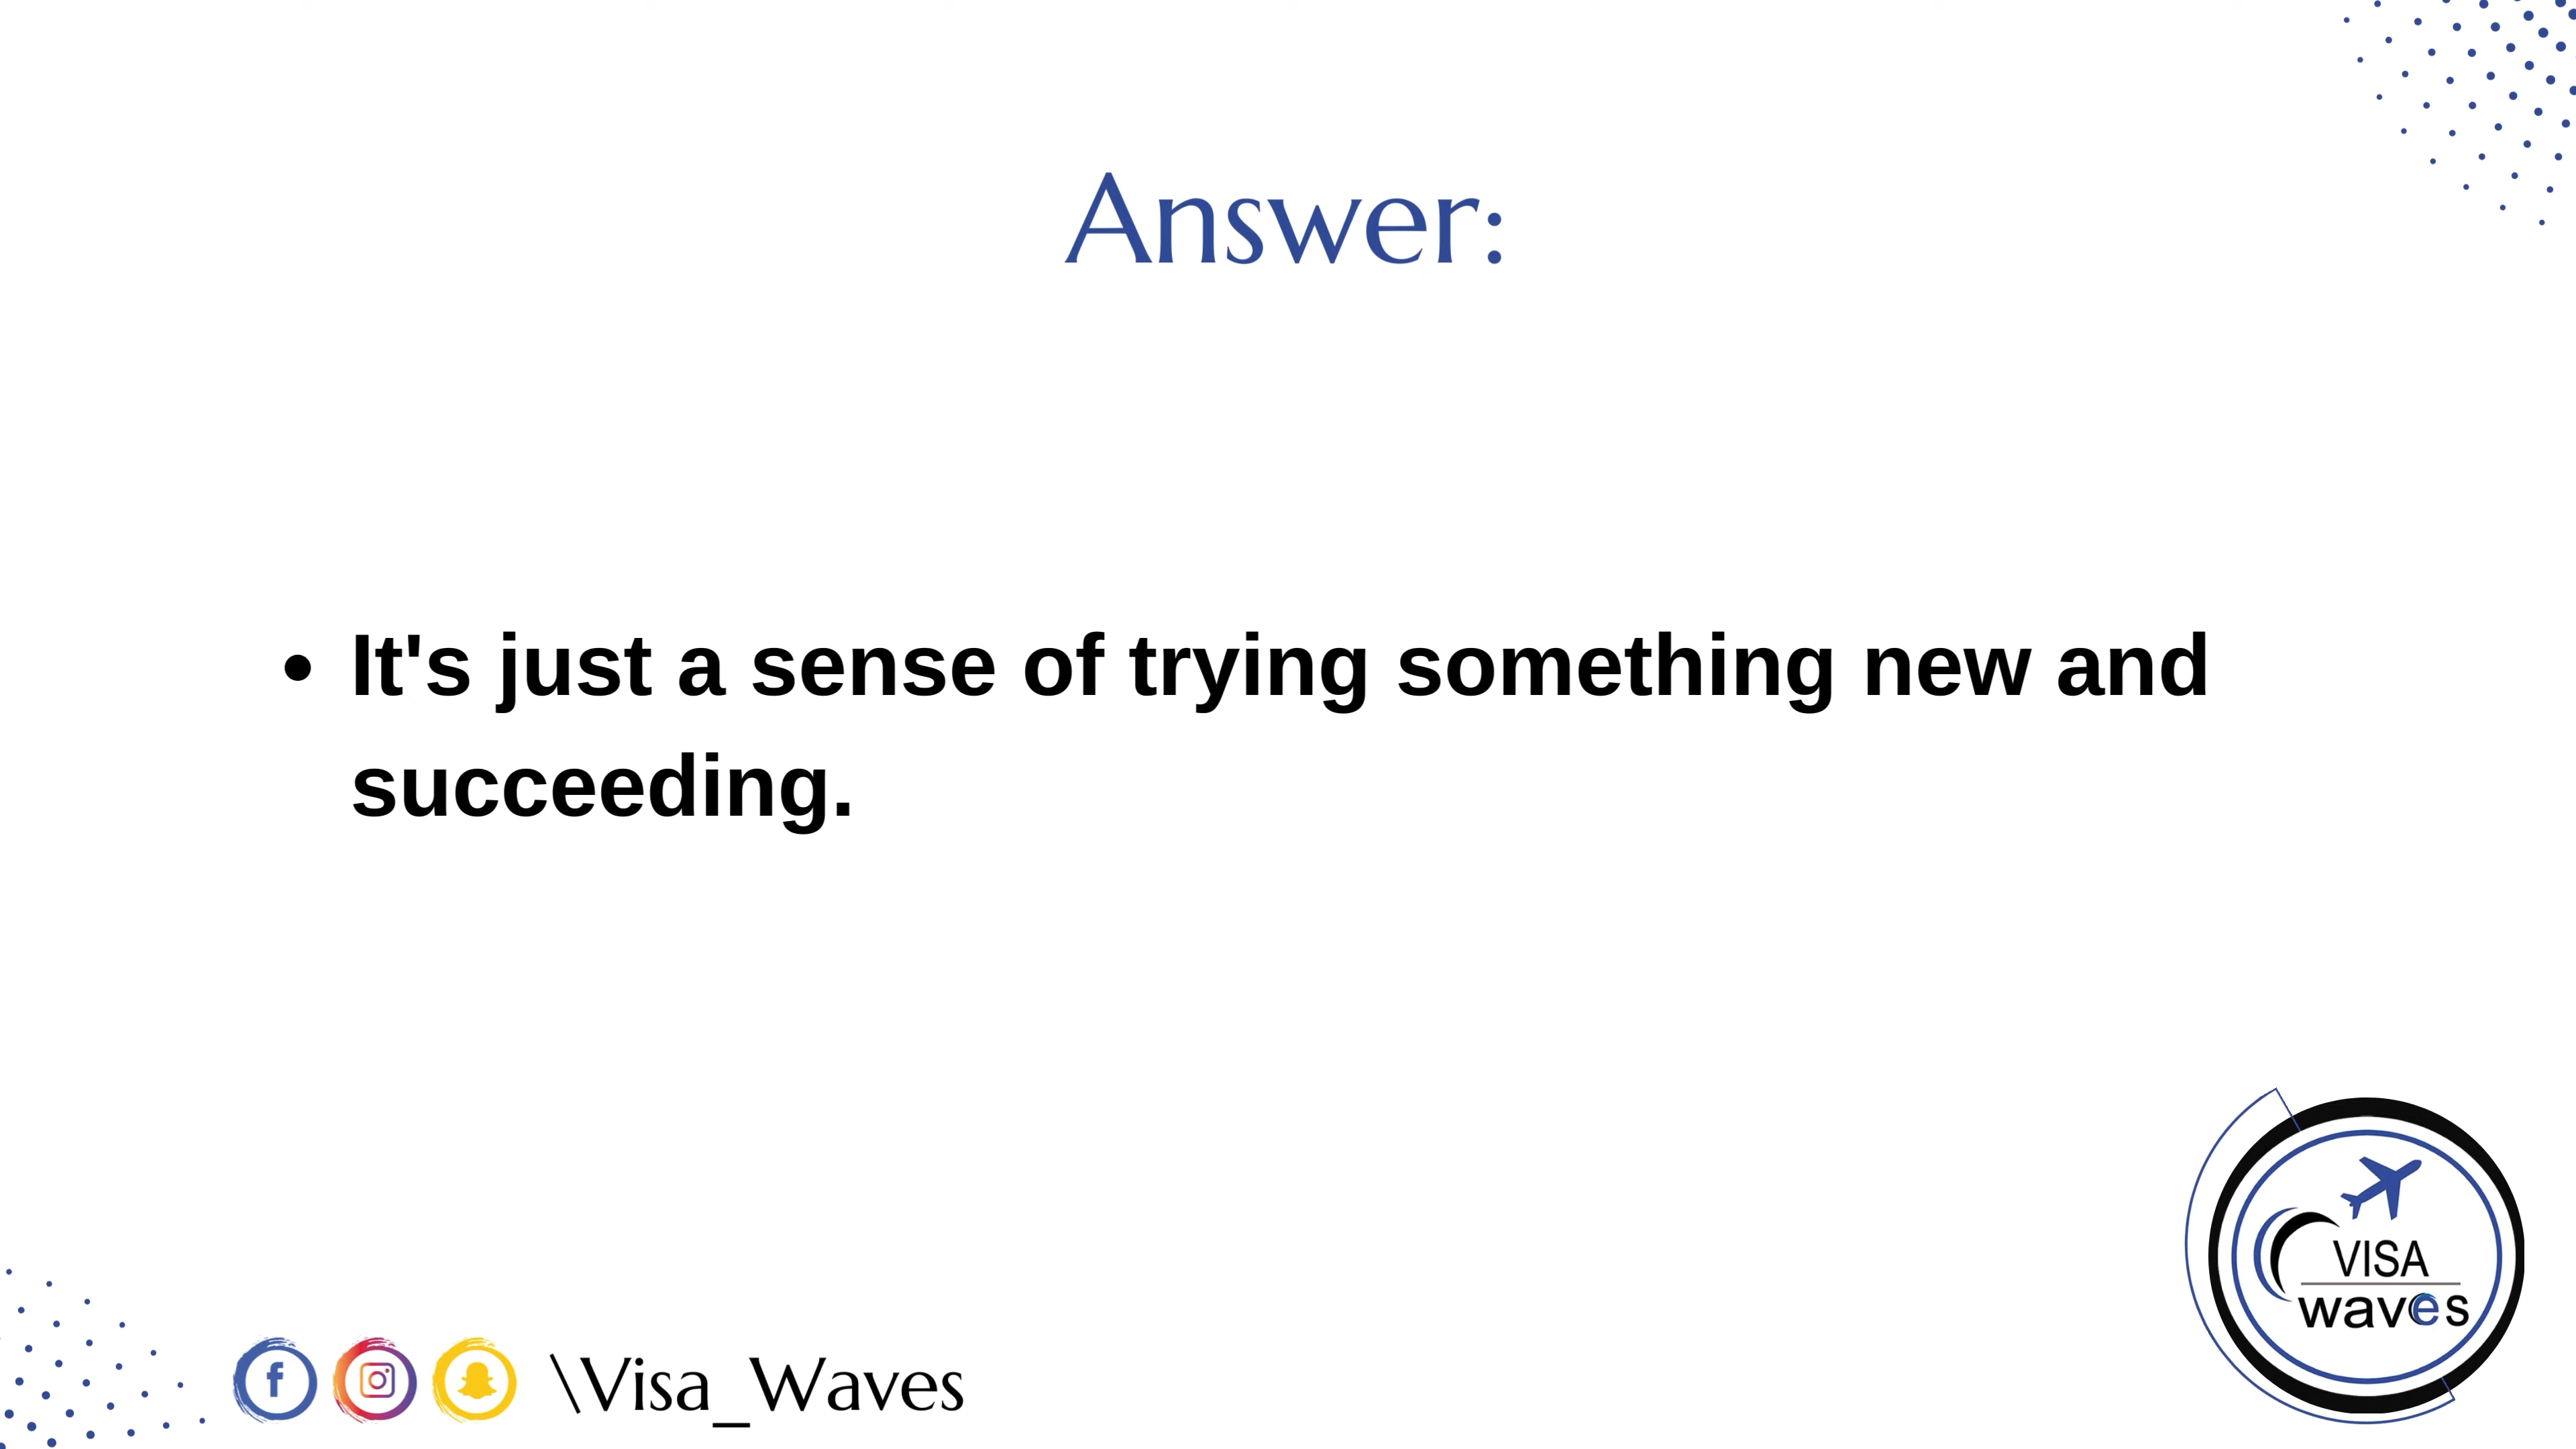 Answer:
• It's just a sense of trying something new and
succeeding.
VISA
waves
\Visa_Waves